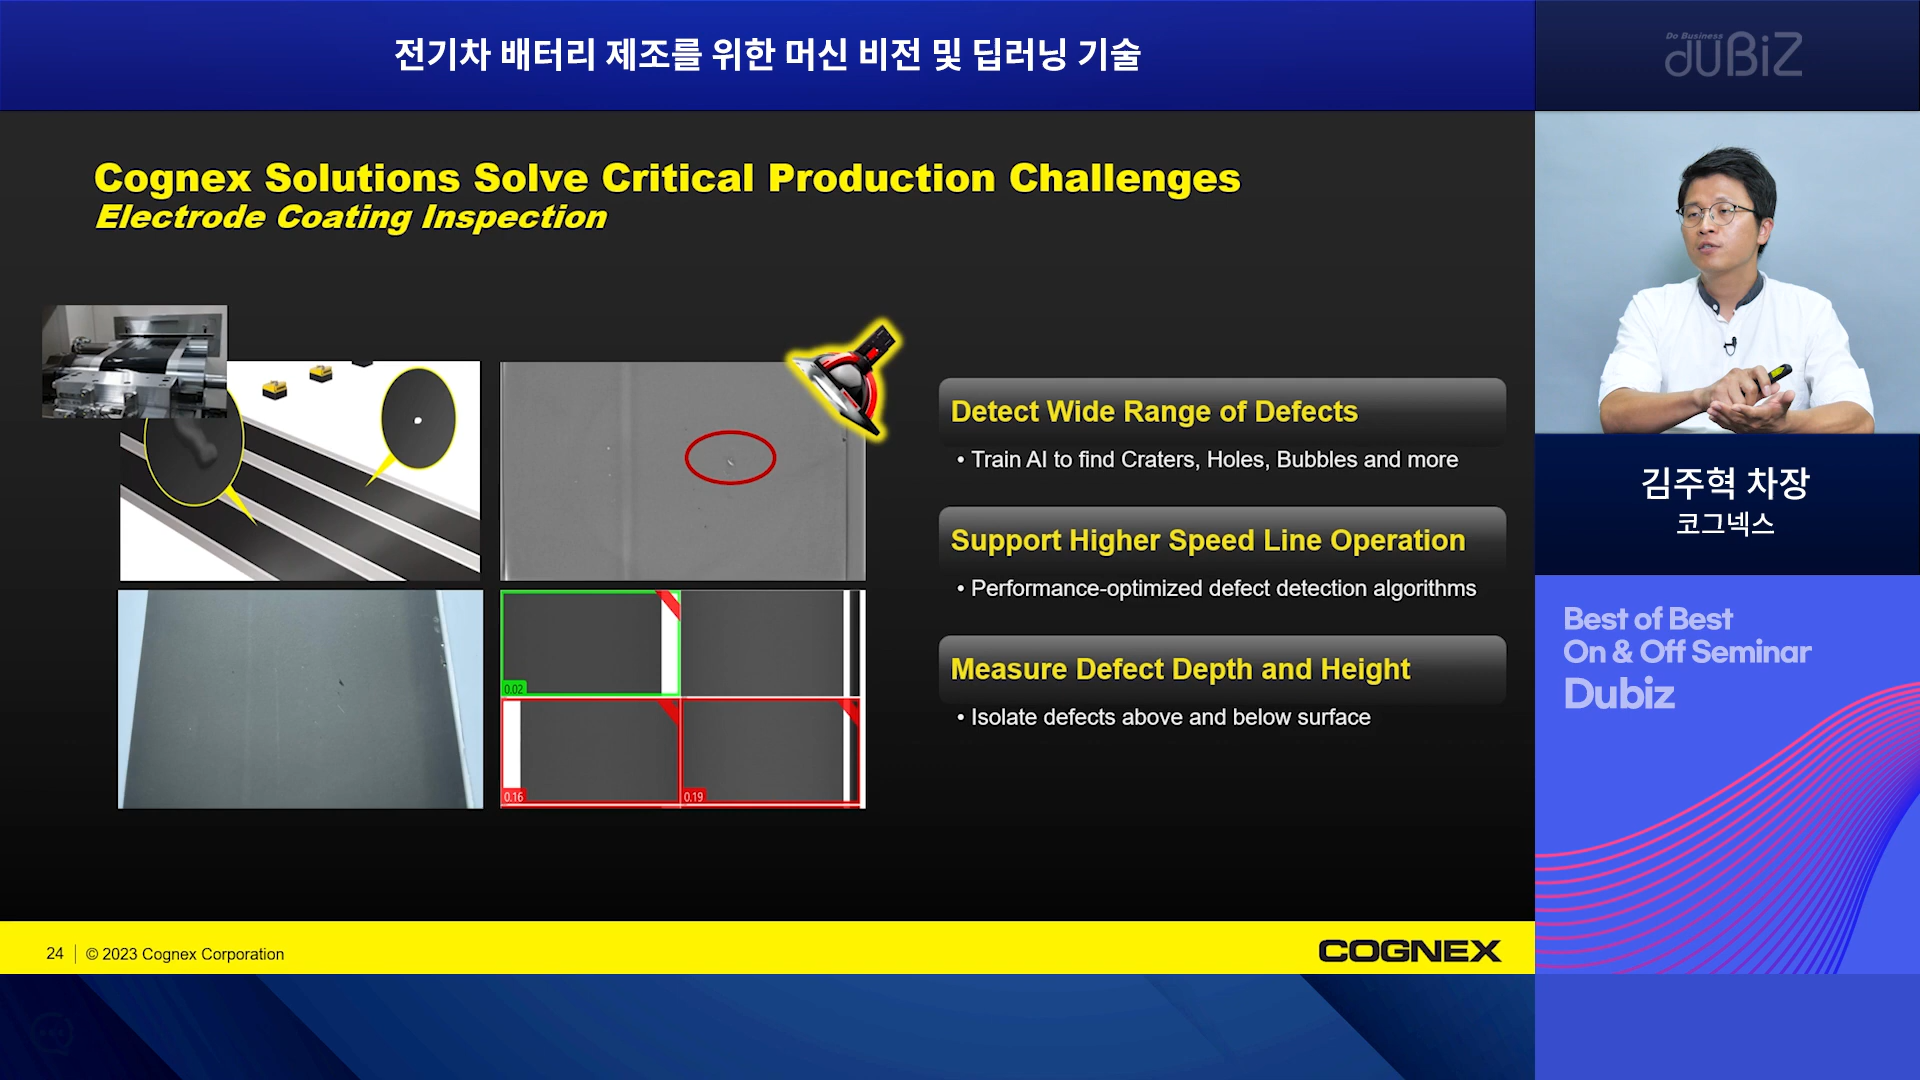 전기차 배터리 제조를 위한 머신 비전 및 딥러닝 기술
Do Business
duBiZ
Cognex Solutions Solve Critical Production Challenges
Electrode Coating Inspection
Detect Wide Range of Defects
• Train AI to find Craters, Holes, Bubbles and more
Support Higher Speed Line Operation
• Performance-optimized defect detection algorithms
Measure Defect Depth and Height
• Isolate defects above and below surface
0.02
0.16
0.19
김주혁 차장
코그넥스
Best of Best
On & Off Seminar
Dubiz
24
© 2023 Cognex Corporation
COGNEX